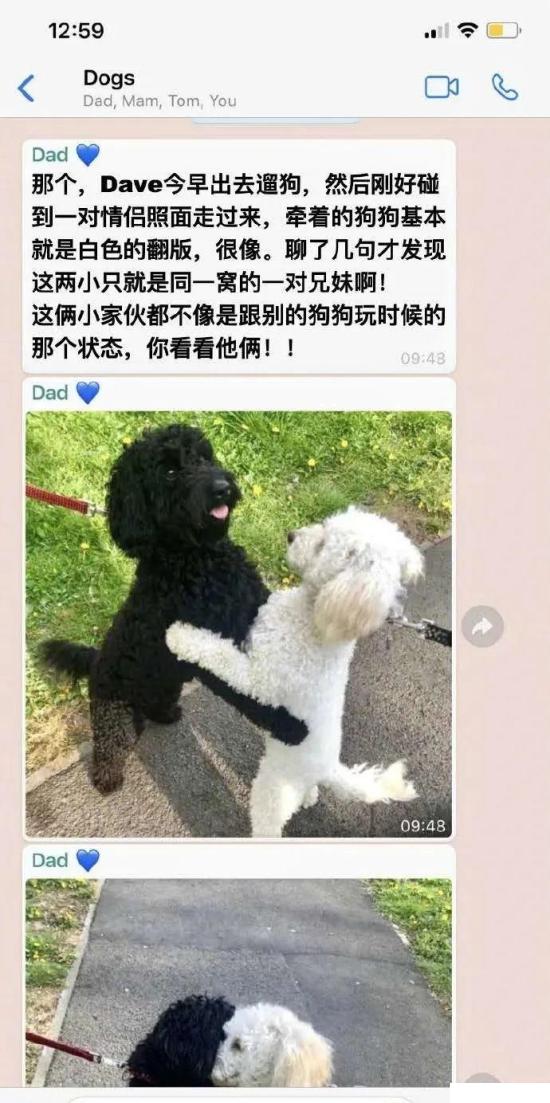 12:59
Dogs
Dad, Mam, Tom, You
Dad
那个，Dave今早出去遛狗，然后刚好碰
到一对情侣照面走过来，牵着的狗狗基本
就是白色的翻版，很像。聊了几句才发现
这两小只就是同一窝的一对兄妹啊！
这俩小家伙都不像是跟别的狗狗玩时候的
那个状态，你看看他俩！！
09:48
Dad
09:48
Dad